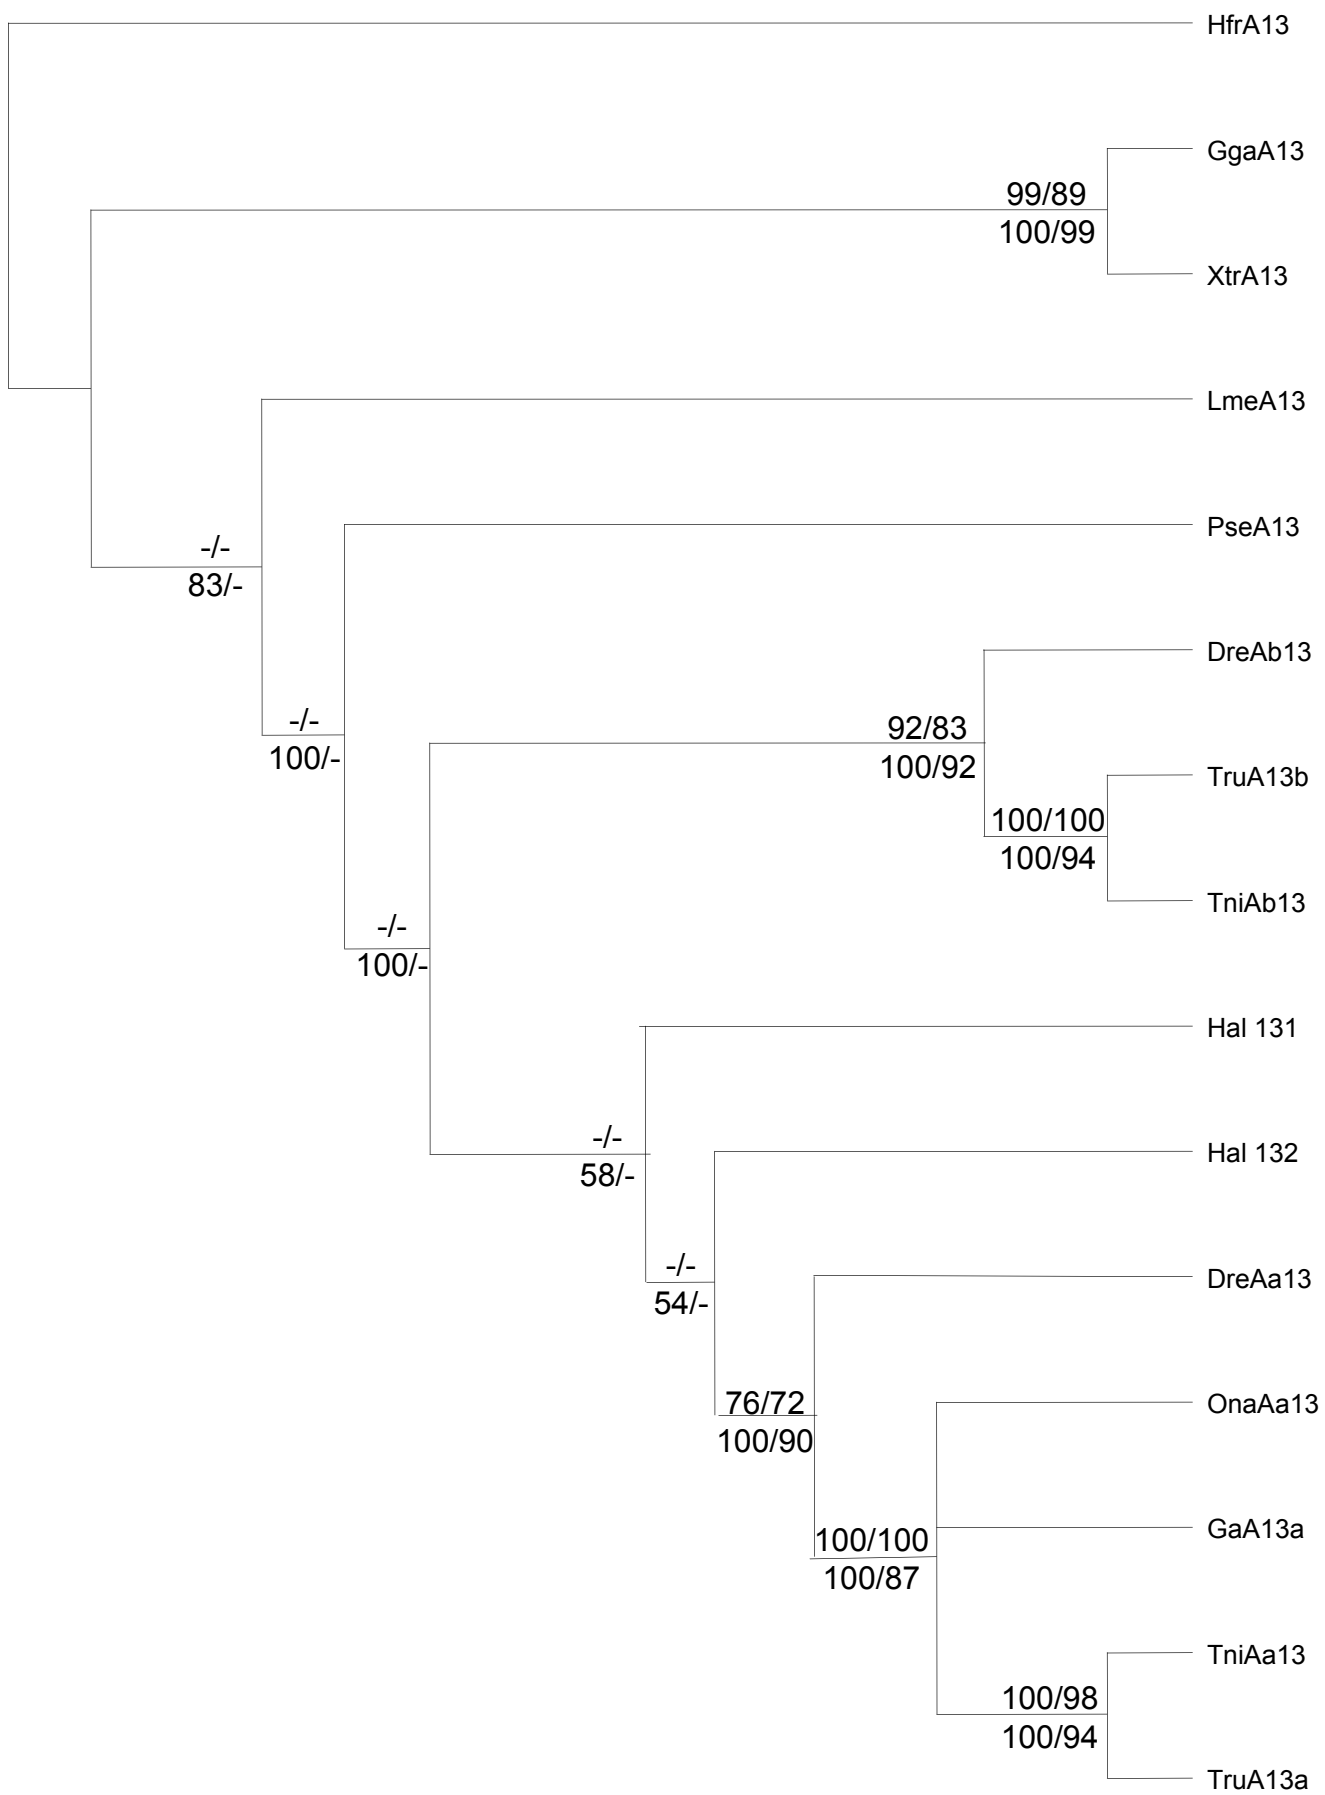 HfrA13
GgaA13
99/89
100/99
XtrA13
LmeA13
PseA13
-/-
83/-
DreAb13
-/-
100/-
92/83
100/92
TruA13b
100/100
100/94
TniAb13
-/-
100/-
Hal 131
-/-
58/-
Hal 132
-/-
54/-
DreAa13
76/72
100/90
OnaAa13
GaA13a
100/100
100/87
TniAa13
100/98
100/94
TruA13a